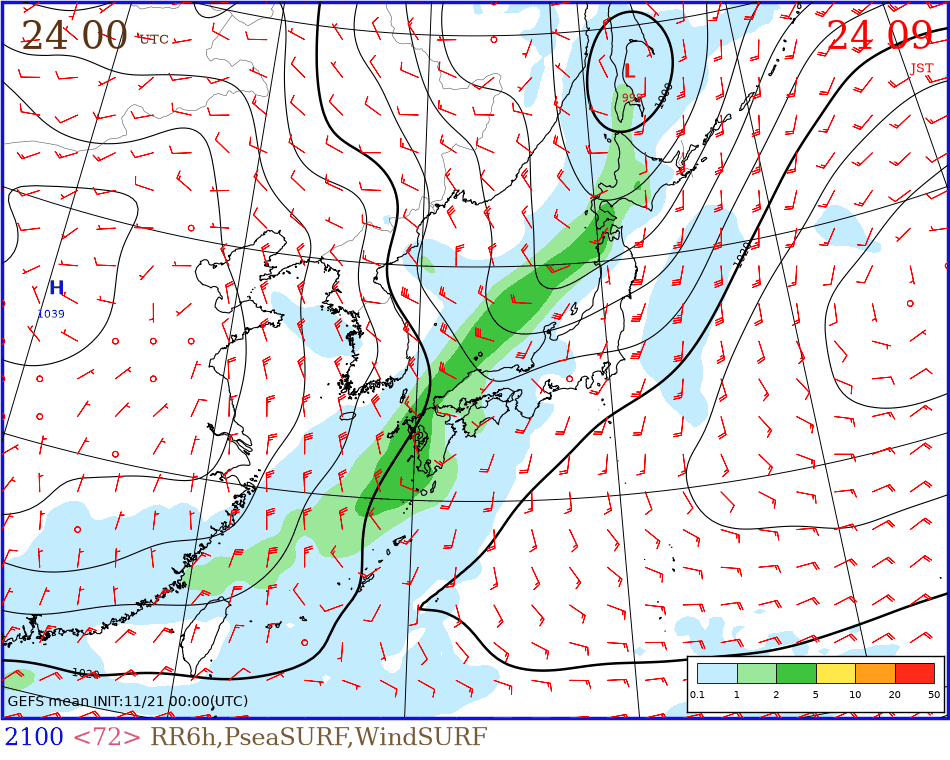 24 00 UTC
24 09
JST
L
1000
1020
H
1039
1020
GEFS mean INIT:11/21 00:00(UTC)
0.1 1 2 5 10 20 50
2100 <72> RR6h,PseaSURF,WindSURF